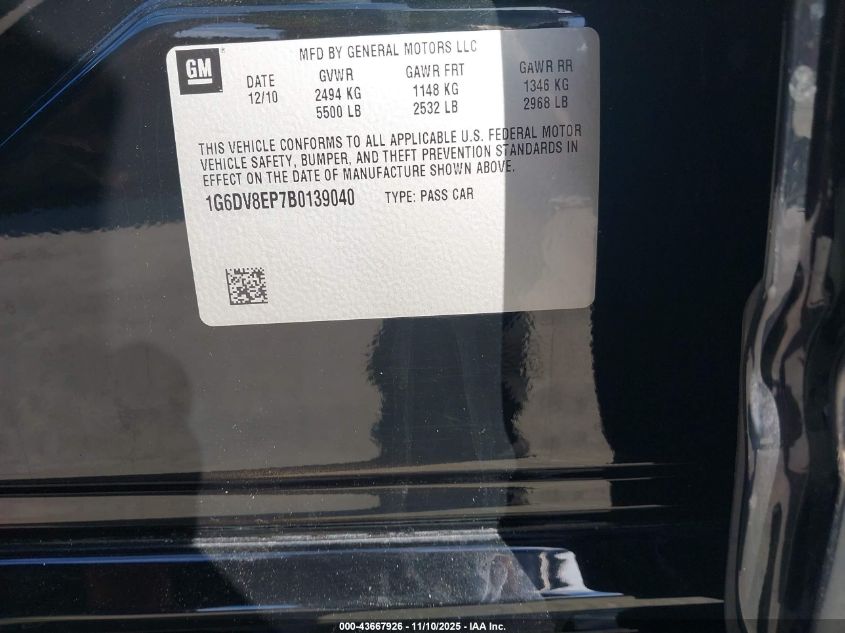 GM
MFD BY GENERAL MOTORS LLC
DATE GVWR GAWR FRT GAWR RR
12/10 2494 KG 1148 KG 1346 KG
5500 LB 2532 LB 2968 LB
THIS VEHICLE CONFORMS TO ALL APPLICABLE U.S. FEDERAL MOTOR
VEHICLE SAFETY, BUMPER, AND THEFT PREVENTION STANDARDS IN
EFFECT ON THE DATE OF MANUFACTURE SHOWN ABOVE.
1G6DV8EP7B0139040 TYPE: PASS CAR
000-43667926 - 11/10/2025 - IAA Inc.